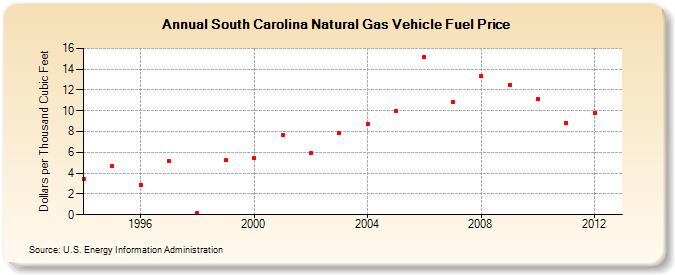 Annual South Carolina Natural Gas Vehicle Fuel Price
Dollars per Thousand Cubic Feet
16
14
12
10
8
6
4
2
0
1996 2000 2004 2008 2012
Source: U.S. Energy Information Administration